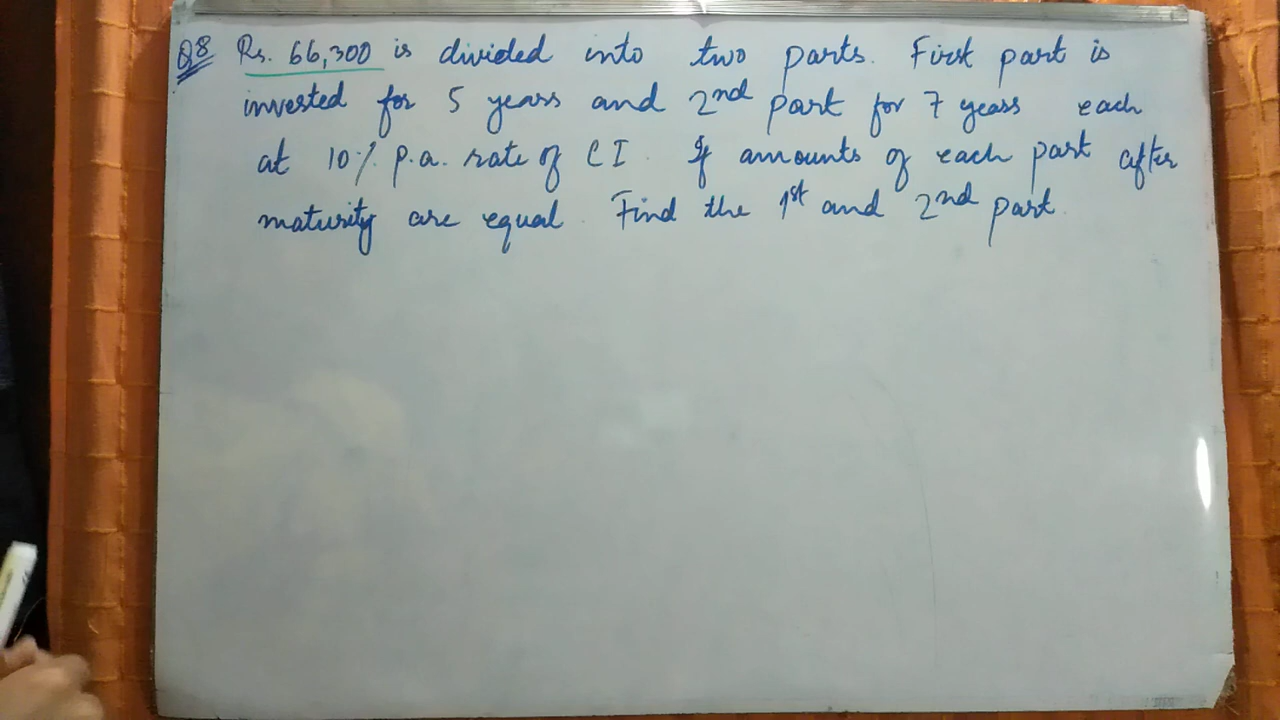 Q8 Rs. 66,300 is divided into two parts. First part is
invested for 5 years and 2nd part for 7 years each
at 10% p.a. rate of CI. If amounts of each part after
maturity are equal. Find the 1st and 2nd part.